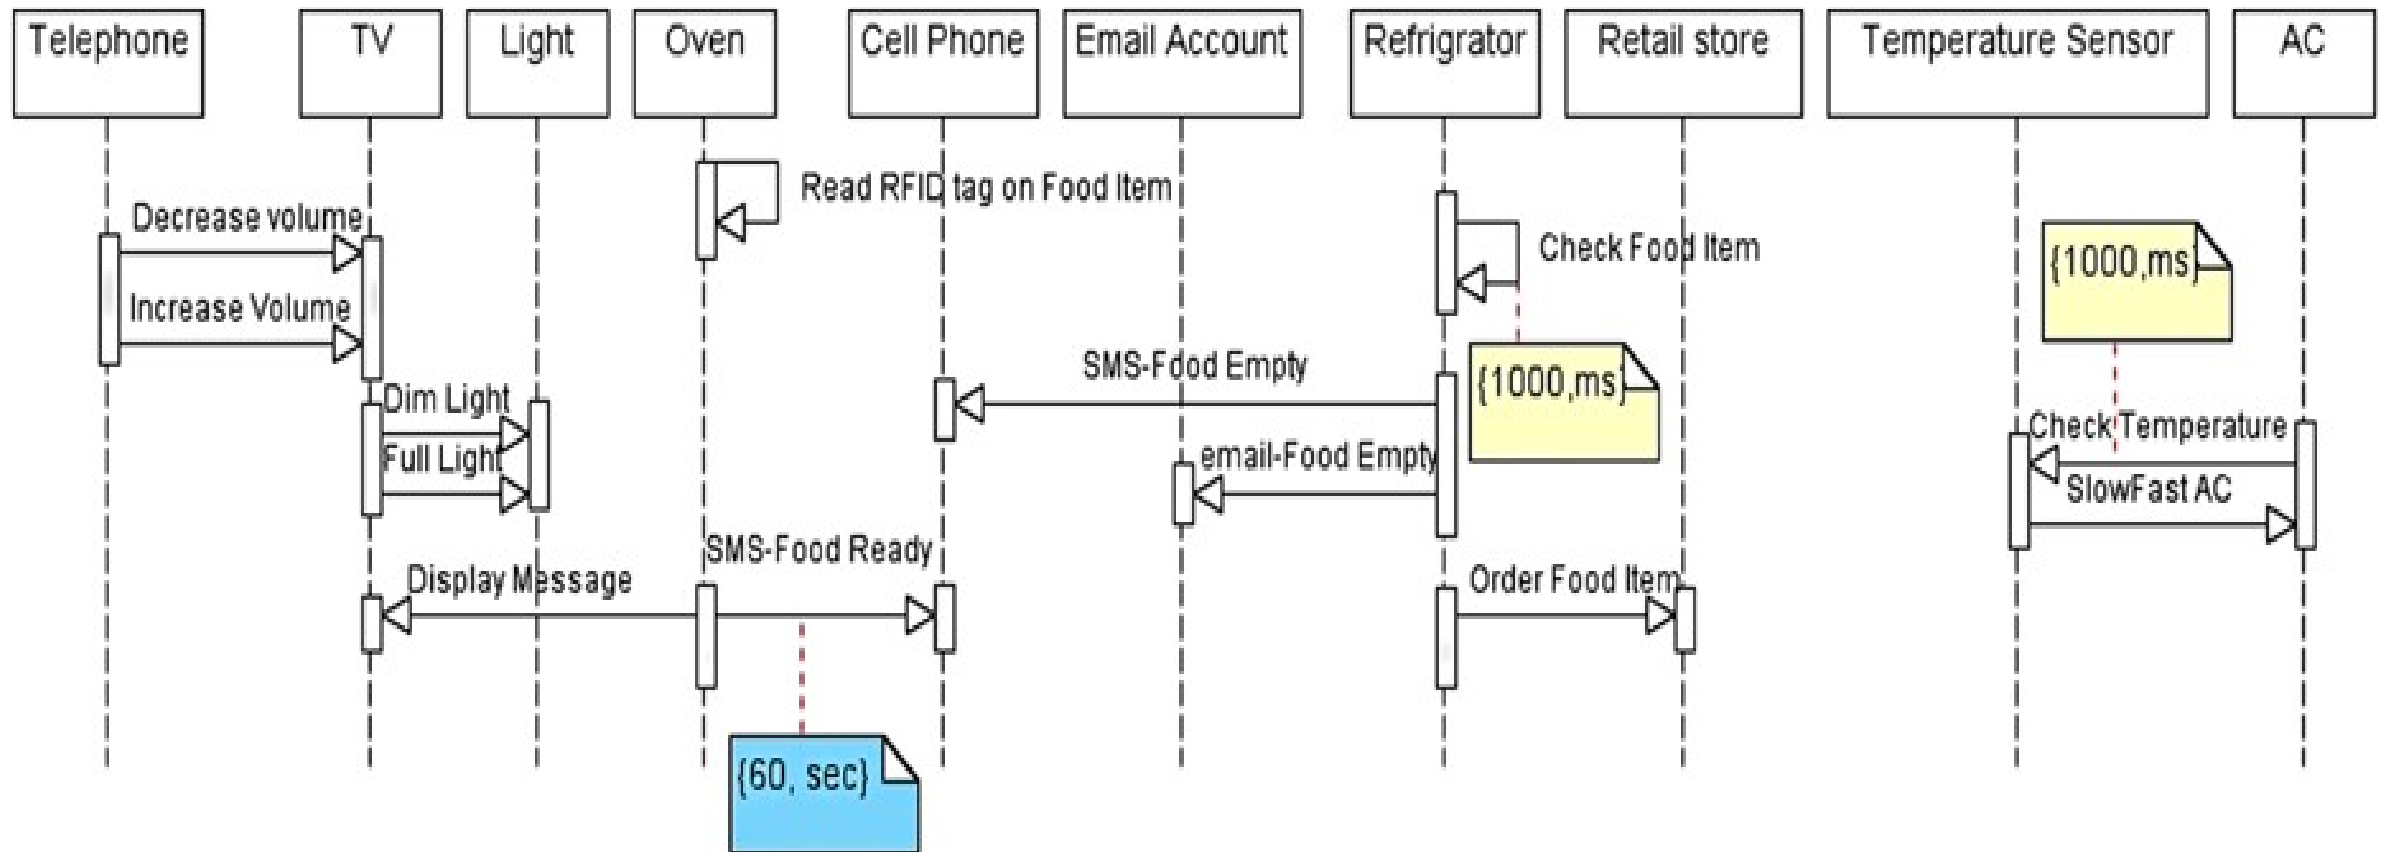 Telephone
TV
Light
Oven
Cell Phone
Email Account
Refrigrator
Retail store
Temperature Sensor
AC
Read RFID tag on Food Item
Decrease volume
Check Food Item
{1000,ms}
Increase Volume
SMS-Food Empty
{1000,ms}
Dim Light
Check Temperature
Full Light
email-Food Empty
SlowFast AC
SMS-Food Ready
Display Message
Order Food Item
{60, sec}